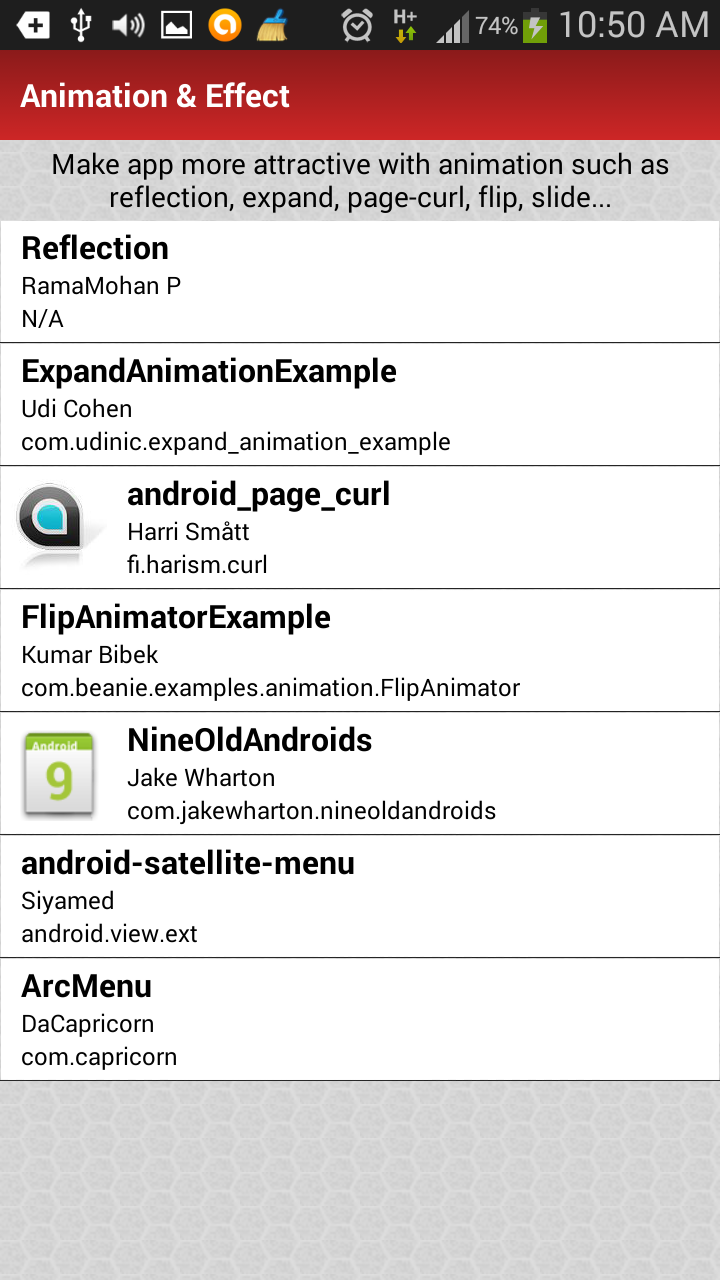 H+ 74% 10:50 AM
Animation & Effect
Make app more attractive with animation such as
reflection, expand, page-curl, flip, slide...
Reflection
RamaMohan P
N/A
ExpandAnimationExample
Udi Cohen
com.udinic.expand_animation_example
android_page_curl
Harri Smått
fi.harism.curl
FlipAnimatorExample
Kumar Bibek
com.beanie.examples.animation.FlipAnimator
Android
9
NineOldAndroids
Jake Wharton
com.jakewharton.nineoldandroids
android-satellite-menu
Siyamed
android.view.ext
ArcMenu
DaCapricorn
com.capricorn